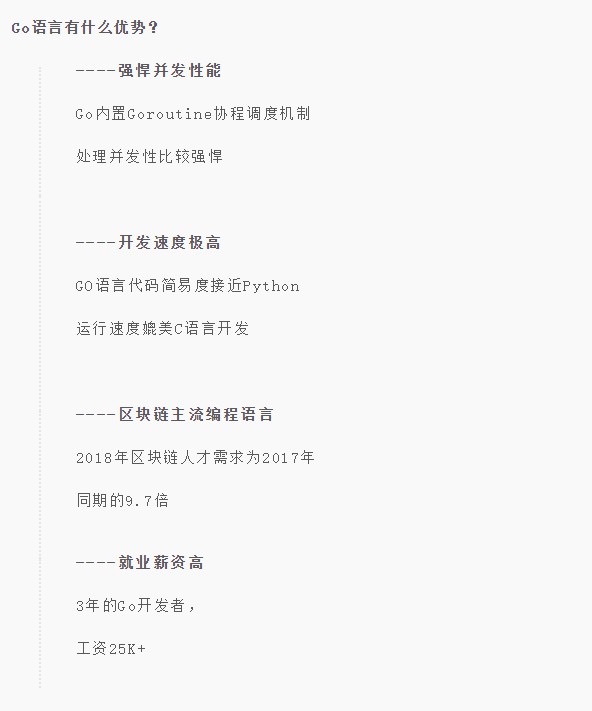 Go语言有什么优势?
----强悍并发性能
Go内置Goroutine协程调度机制
处理并发性比较强悍
----开发速度极高
GO语言代码简易度接近Python
运行速度媲美C语言开发
----区块链主流编程语言
2018年区块链人才需求为2017年
同期的9.7倍
----就业薪资高
3年的Go开发者,
工资25K+